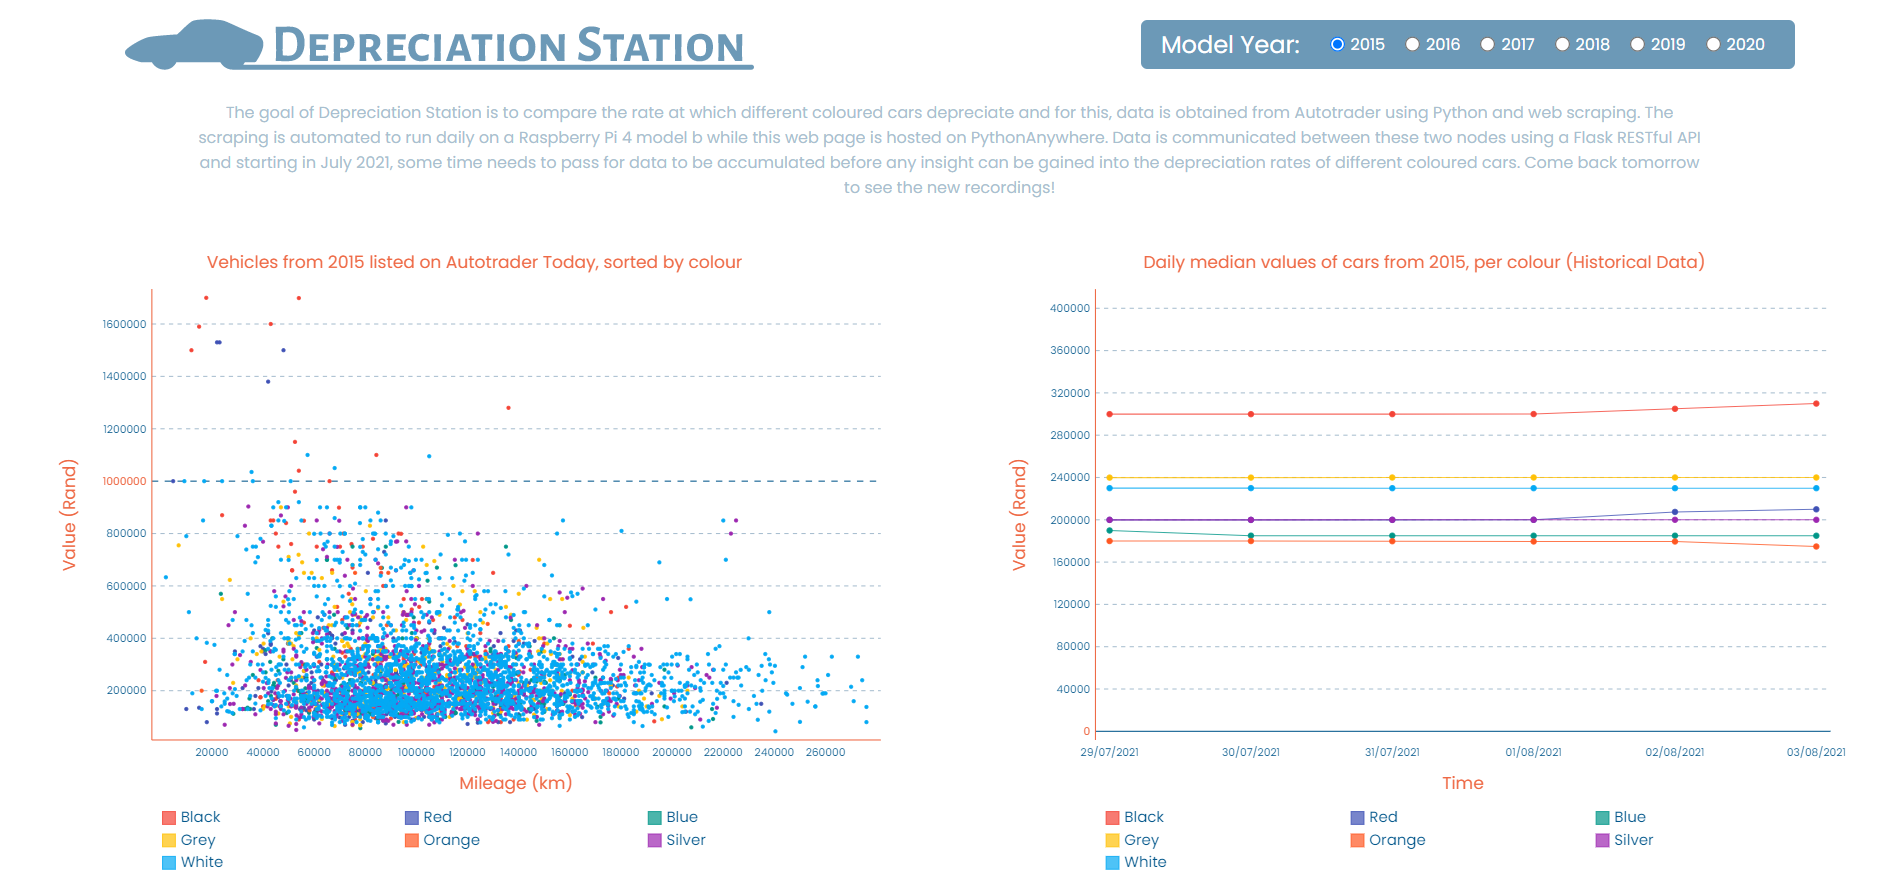 DEPRECIATION STATION
Model Year: 2015 2016 2017 2018 2019 2020
The goal of Depreciation Station is to compare the rate at which different coloured cars depreciate and for this, data is obtained from Autotrader using Python and web scraping. The
scraping is automated to run daily on a Raspberry Pi 4 model b while this web page is hosted on PythonAnywhere. Data is communicated between these two nodes using a Flask RESTful API
and starting in July 2021, some time needs to pass for data to be accumulated before any insight can be gained into the depreciation rates of different coloured cars. Come back tomorrow
to see the new recordings!
Vehicles from 2015 listed on Autotrader Today, sorted by colour
Value (Rand)
1600000
1400000
1200000
1000000
800000
600000
400000
200000
20000 40000 60000 80000 100000 120000 140000 160000 180000 200000 220000 240000 260000
Mileage (km)
Black Red Blue
Grey Orange Silver
White
Daily median values of cars from 2015, per colour (Historical Data)
Value (Rand)
400000
360000
320000
280000
240000
200000
160000
120000
80000
40000
0
29/07/2021 30/07/2021 31/07/2021 01/08/2021 02/08/2021 03/08/2021
Time
Black Red Blue
Grey Orange Silver
White